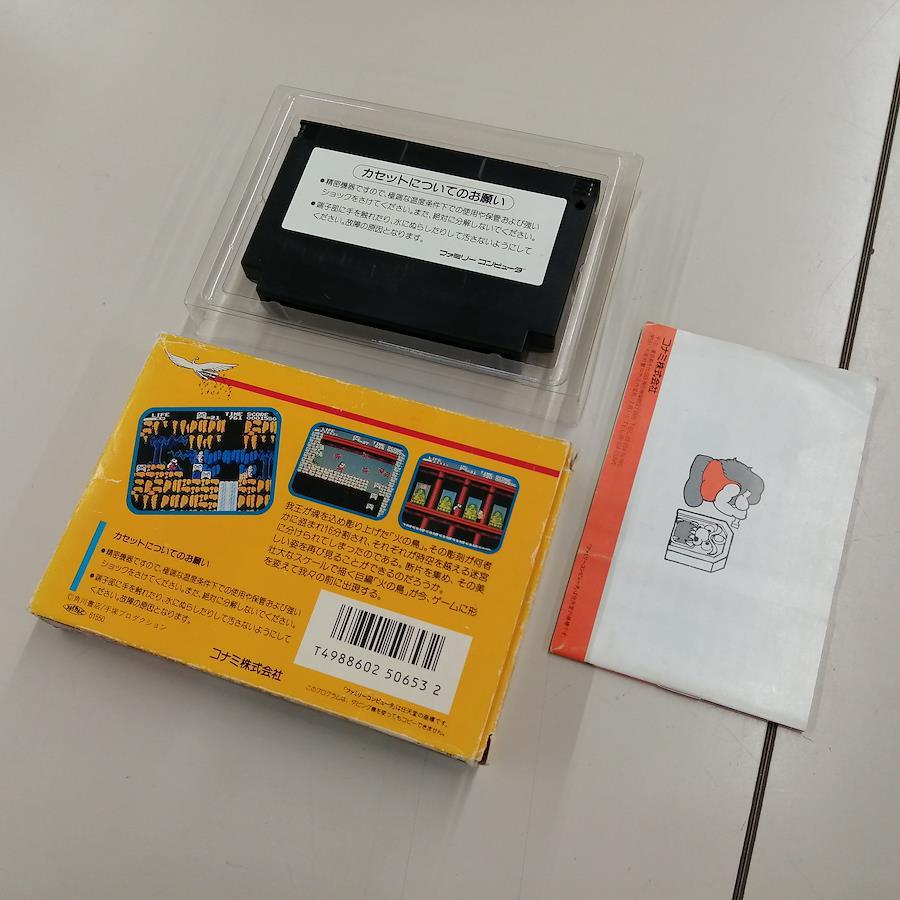 カセットについてのお願い
●精密機器ですので、極端な温度条件下での使用や保管および強い
ショックをさけてください。また、絶対に分解しないでください。
●端子部に手を触れたり、水にぬらしたりして汚さないようにして
ください。故障の原因となります。
ファミリーコンピュータ
LIFE
TIME SCORE
=21
761 0001550
我王が魂を込め彫り上げた「火の鳥」。その彫刻が何者
かに盗まれ16分割され、それぞれが時空を越える迷宮
に分けられてしまったのである。断片を集め、その美
しい姿を再び見ることができるのだろうか。
壮大なスケールで描く巨編“火の鳥”が今、ゲームに形
を変えて我々の前に出現する。
カセットについてのお願い
●精密機器ですので、極端な温度条件下での使用や保管および強い
ショックをさけてください。また、絶対に分解しないでください。
●端子部に手を触れたり、水にぬらしたりして汚さないようにして
ください。故障の原因となります。
©角川書店/手塚プロダクション
61550
コナミ株式会社
T4988602 50653 2
「ファミリーコンピュータ」は任天堂の商標です。
このプログラムは、ダビング機を使ってもコピーできません。
コナミ株式会社